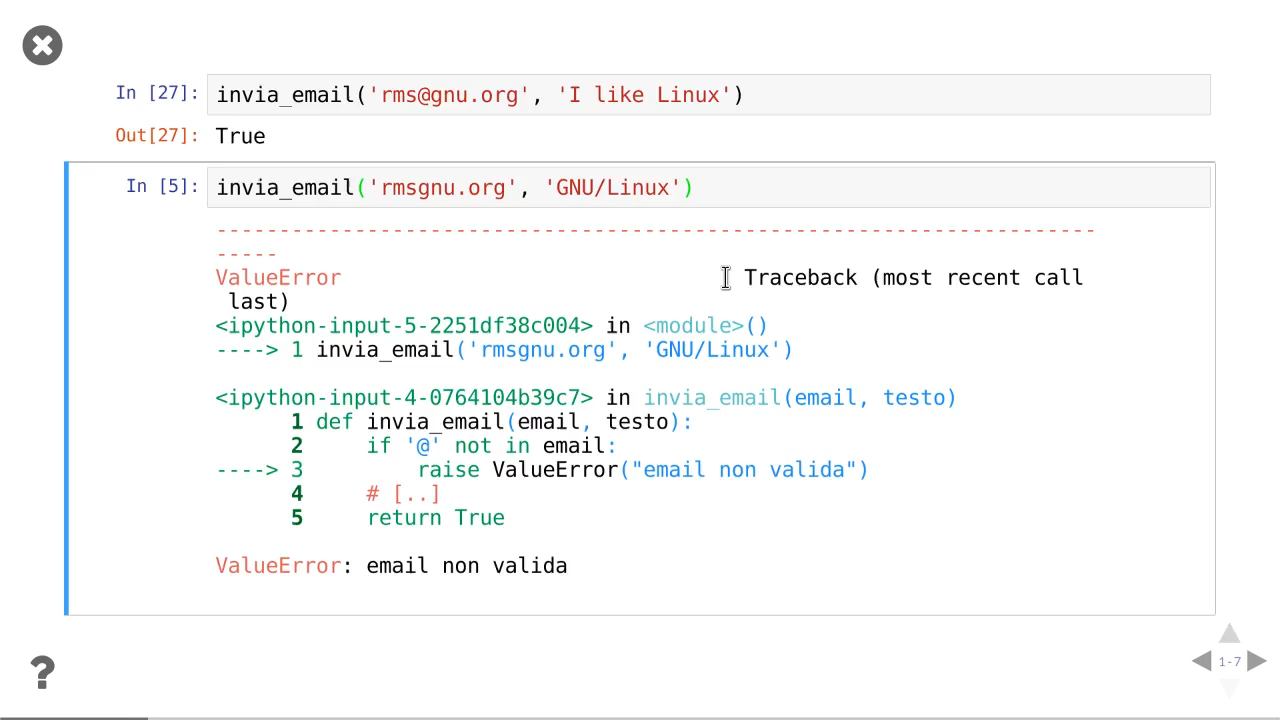 In [27]: invia_email('rms@gnu.org', 'I like Linux')
Out[27]: True
In [5]: invia_email('rmsgnu.org', 'GNU/Linux')
----------------------------------------------------------------------
-----
ValueError                                Traceback (most recent call
 last)
<ipython-input-5-2251df38c004> in <module>()
----> 1 invia_email('rmsgnu.org', 'GNU/Linux')
<ipython-input-4-0764104b39c7> in invia_email(email, testo)
      1 def invia_email(email, testo):
      2     if '@' not in email:
----> 3         raise ValueError("email non valida")
      4     # [..]
      5     return True
ValueError: email non valida
?
1-7